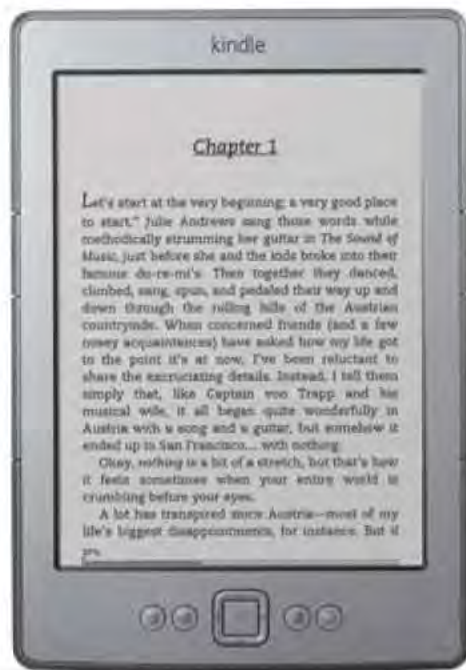 kindle
Chapter 1
Let's start at the very beginning; a very good place
to start." Julie Andrews sang those words while
methodically strumming her guitar in The Sound of
Music, just before she and the kids broke into their
famous do-re-mi's. Then together they danced,
climbed, sang, spun, and pedaled their way up and
down through the rolling hills of the Austrian
countryside. When concerned friends (and a few
nosey acquaintances) have asked how my life got
to the point it's at now, I've been reluctant to
share the excruciating details. Instead, I tell them
simply that, like Captain von Trapp and his
musical wife, it all began quite wonderfully in
Austria with a song and a guitar, but somehow it
ended up in San Francisco... with nothing.
Okay, nothing is a bit of a stretch, but that's how
it feels sometimes when your entire world is
crumbling before your eyes.
A lot has transpired since Austria—most of my
life's biggest disappointments, for instance. But if